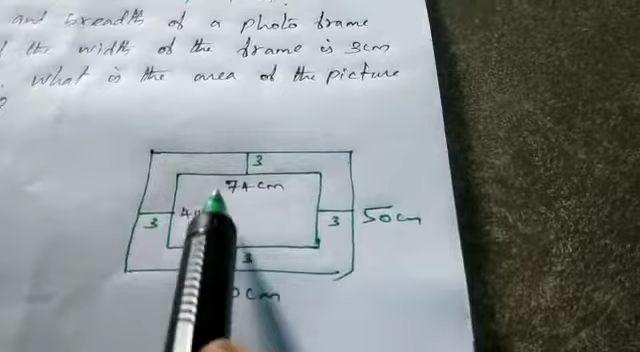 and breadth of a photo frame
the width of the frame is 3cm
what is the area of the picture
3
74 cm
3
3
50cm
3
0cm